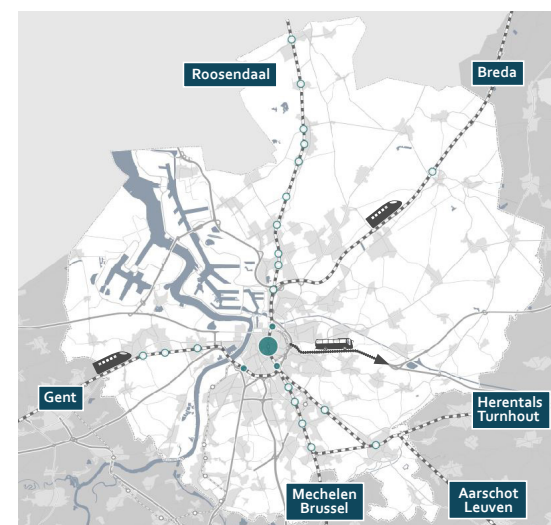 Roosendaal
Breda
Gent
Herentals
Turnhout
Mechelen
Brussel
Aarschot
Leuven